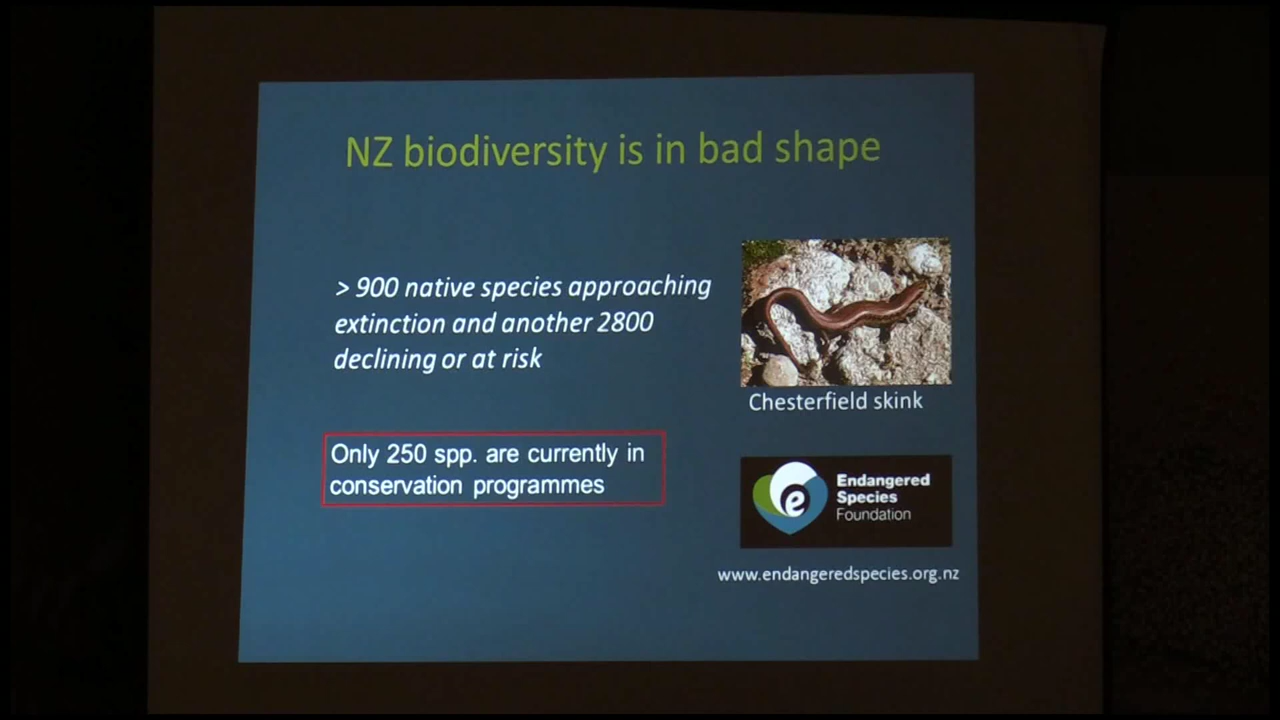 NZ biodiversity is in bad shape
> 900 native species approaching
extinction and another 2800
declining or at risk
Only 250 spp. are currently in
conservation programmes
Chesterfield skink
e
Endangered
Species
Foundation
www.endangeredspecies.org.nz